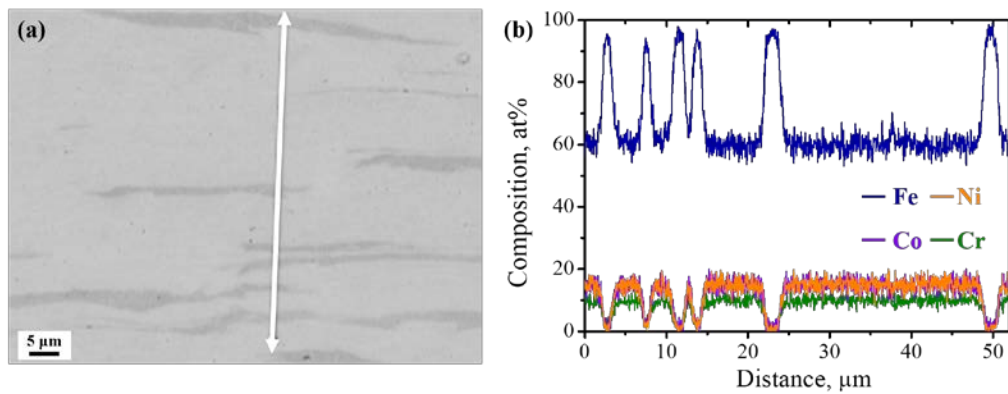 (a)
5 µm
(b)
Composition, at%
100
80
60
40
20
0
Fe Ni
Co Cr
0 10 20 30 40 50
Distance, µm